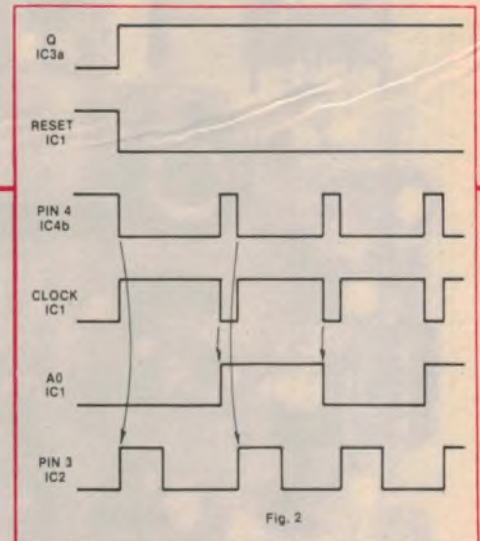 Q
IC3a
RESET
IC1
PIN 4
IC4b
CLOCK
IC1
A0
IC1
PIN 3
IC2
Fig. 2